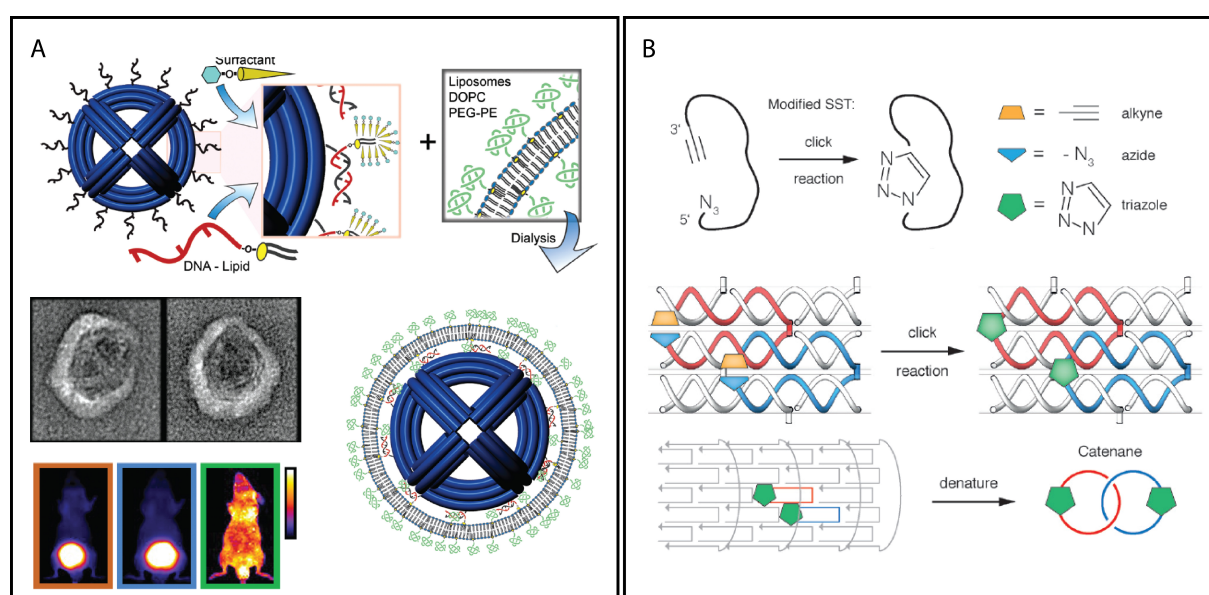 A
Surfactant
-o-
Liposomes
DOPC
PEG-PE
+
-o-
DNA - Lipid
Dialysis
B
Modified SST:
3'
click
reaction
N3
5'
N
N
N
= alkyne
= - N3 azide
= N
N
N triazole
click
reaction
denature
Catenane